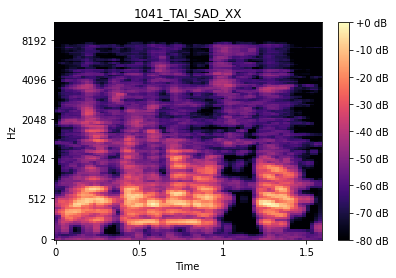 1041_TAI_SAD_XX
+0 dB
8192
-10 dB
4096
-20 dB
-30 dB
2048
Hz
-40 dB
1024
-50 dB
512
-60 dB
-70 dB
0
-80 dB
0
0.5
1
1.5
Time